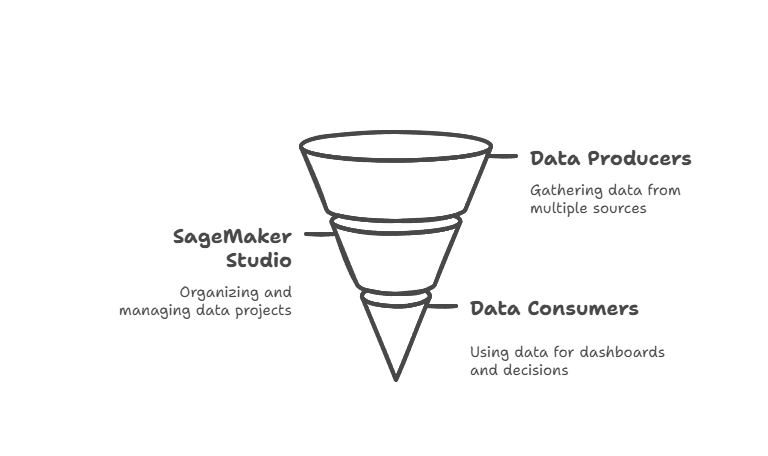 Data Producers
Gathering data from
multiple sources
SageMaker
Studio
Organizing and
managing data projects
Data Consumers
Using data for dashboards
and decisions